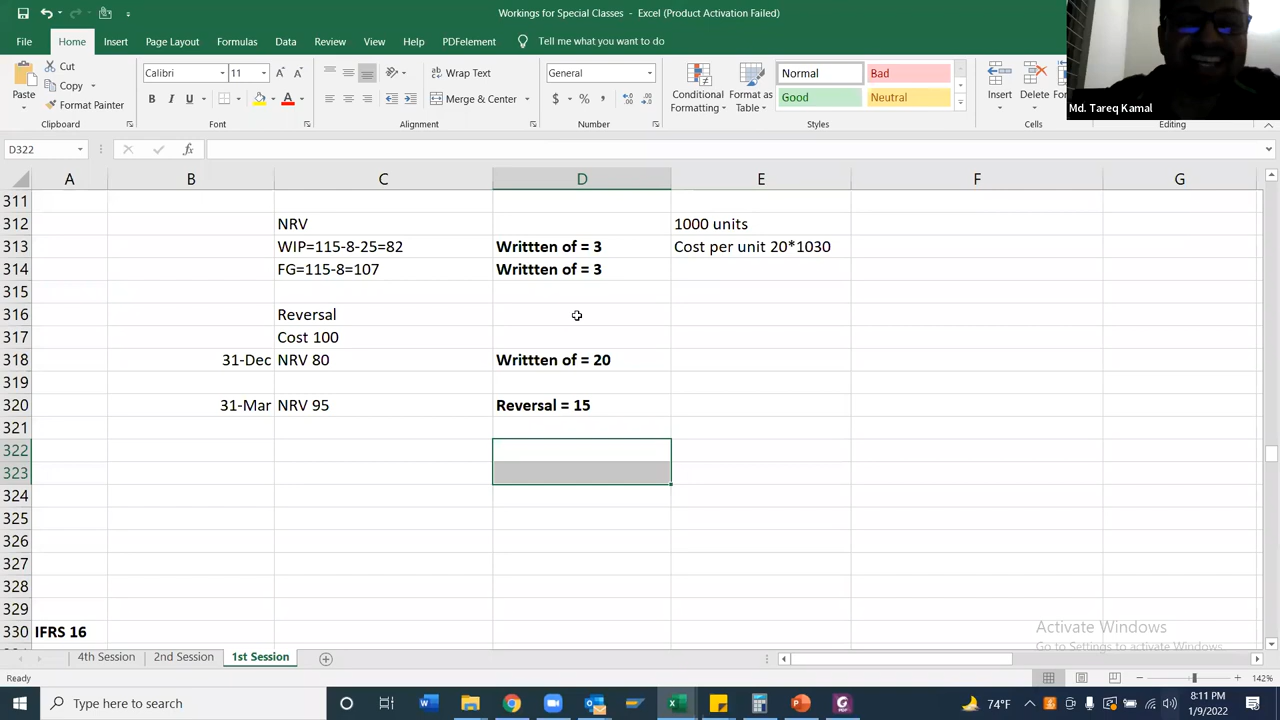 Workings for Special Classes - Excel (Product Activation Failed)
File Home Insert Page Layout Formulas Data Review View Help PDFelement Tell me what you want to do
Paste Cut Copy Format Painter Clipboard
Calibri 11 B I U Font
Wrap Text Merge & Center Alignment
General $ % , Number
Conditional Formatting Format as Table Normal Bad Good Neutral Styles
Insert Delete Cells
Editing
Md. Tareq Kamal
D322 fx
A B C D E F G
311
312 NRV 1000 units
313 WIP=115-8-25=82 Writtten of = 3 Cost per unit 20*1030
314 FG=115-8=107 Writtten of = 3
315
316 Reversal
317 Cost 100
318 31-Dec NRV 80 Writtten of = 20
319
320 31-Mar NRV 95 Reversal = 15
321
322
323
324
325
326
327
328
329
330 IFRS 16
Activate Windows
Go to Settings to activate Windows.
4th Session 2nd Session 1st Session
Ready 142%
Type here to search
74°F
8:11 PM
1/9/2022